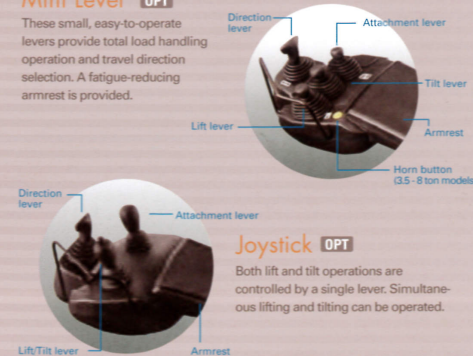 Mini Lever OPT
These small, easy-to-operate
levers provide total load handling
operation and travel direction
selection. A fatigue-reducing
armrest is provided.
Direction
lever
Attachment lever
Tilt lever
Lift lever
Armrest
Horn button
(3.5 - 8 ton models
Direction
lever
Attachment lever
Lift/Tilt lever
Armrest
Joystick OPT
Both lift and tilt operations are
controlled by a single lever. Simultane-
ous lifting and tilting can be operated.